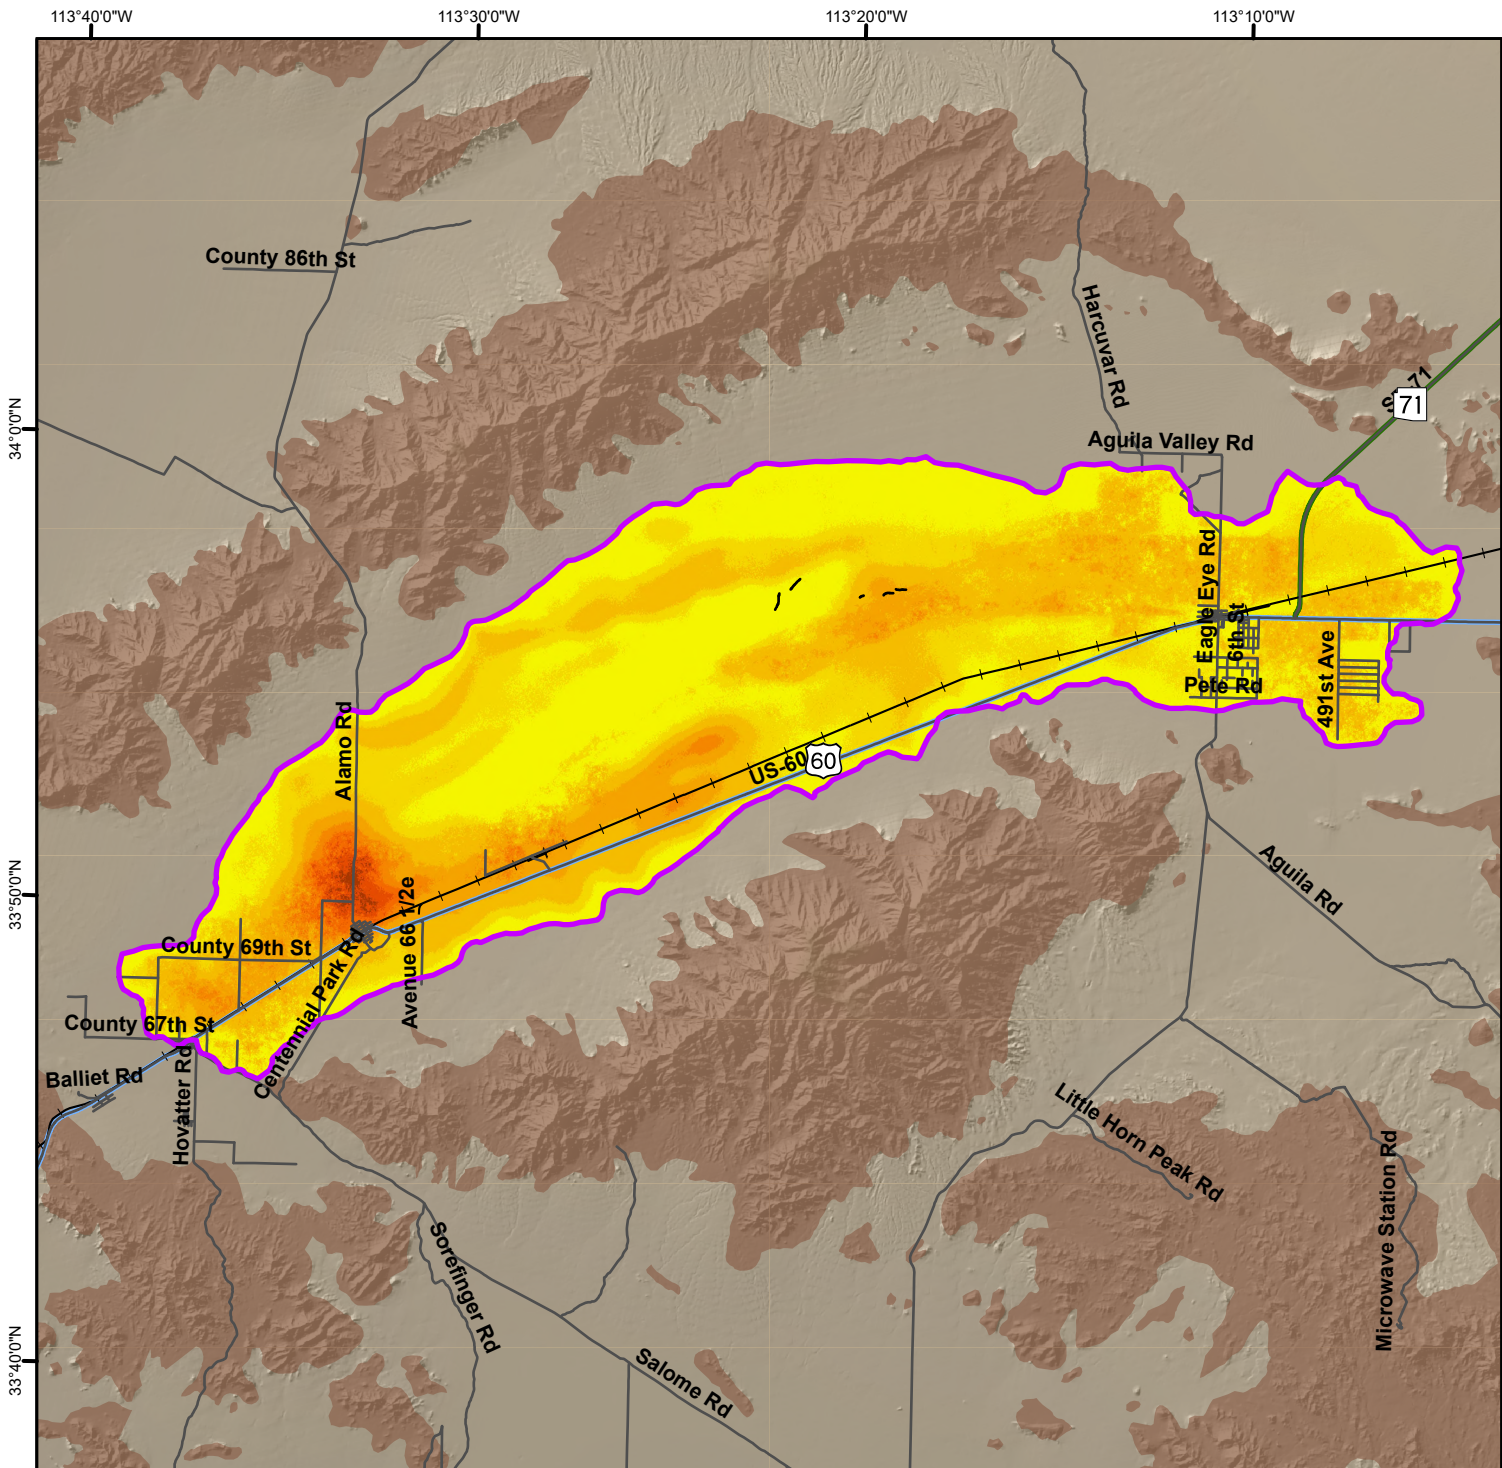 113°40'0"W
113°30'0"W
113°20'0"W
113°10'0"W
County 86th St
Harcuvar Rd
71
34°0'0"N
Aguila Valley Rd
Eagle Eye Rd
6th St
491st Ave
Pete Rd
Alamo Rd
US-60
60
Aguila Rd
33°50'0"N
Avenue 66 1/2e
County 69th St
Centennial Park Rd
County 67th St
Balliet Rd
Hovatter Rd
Little Horn Peak Rd
Microwave Station Rd
Sorefinger Rd
Salome Rd
33°40'0"N